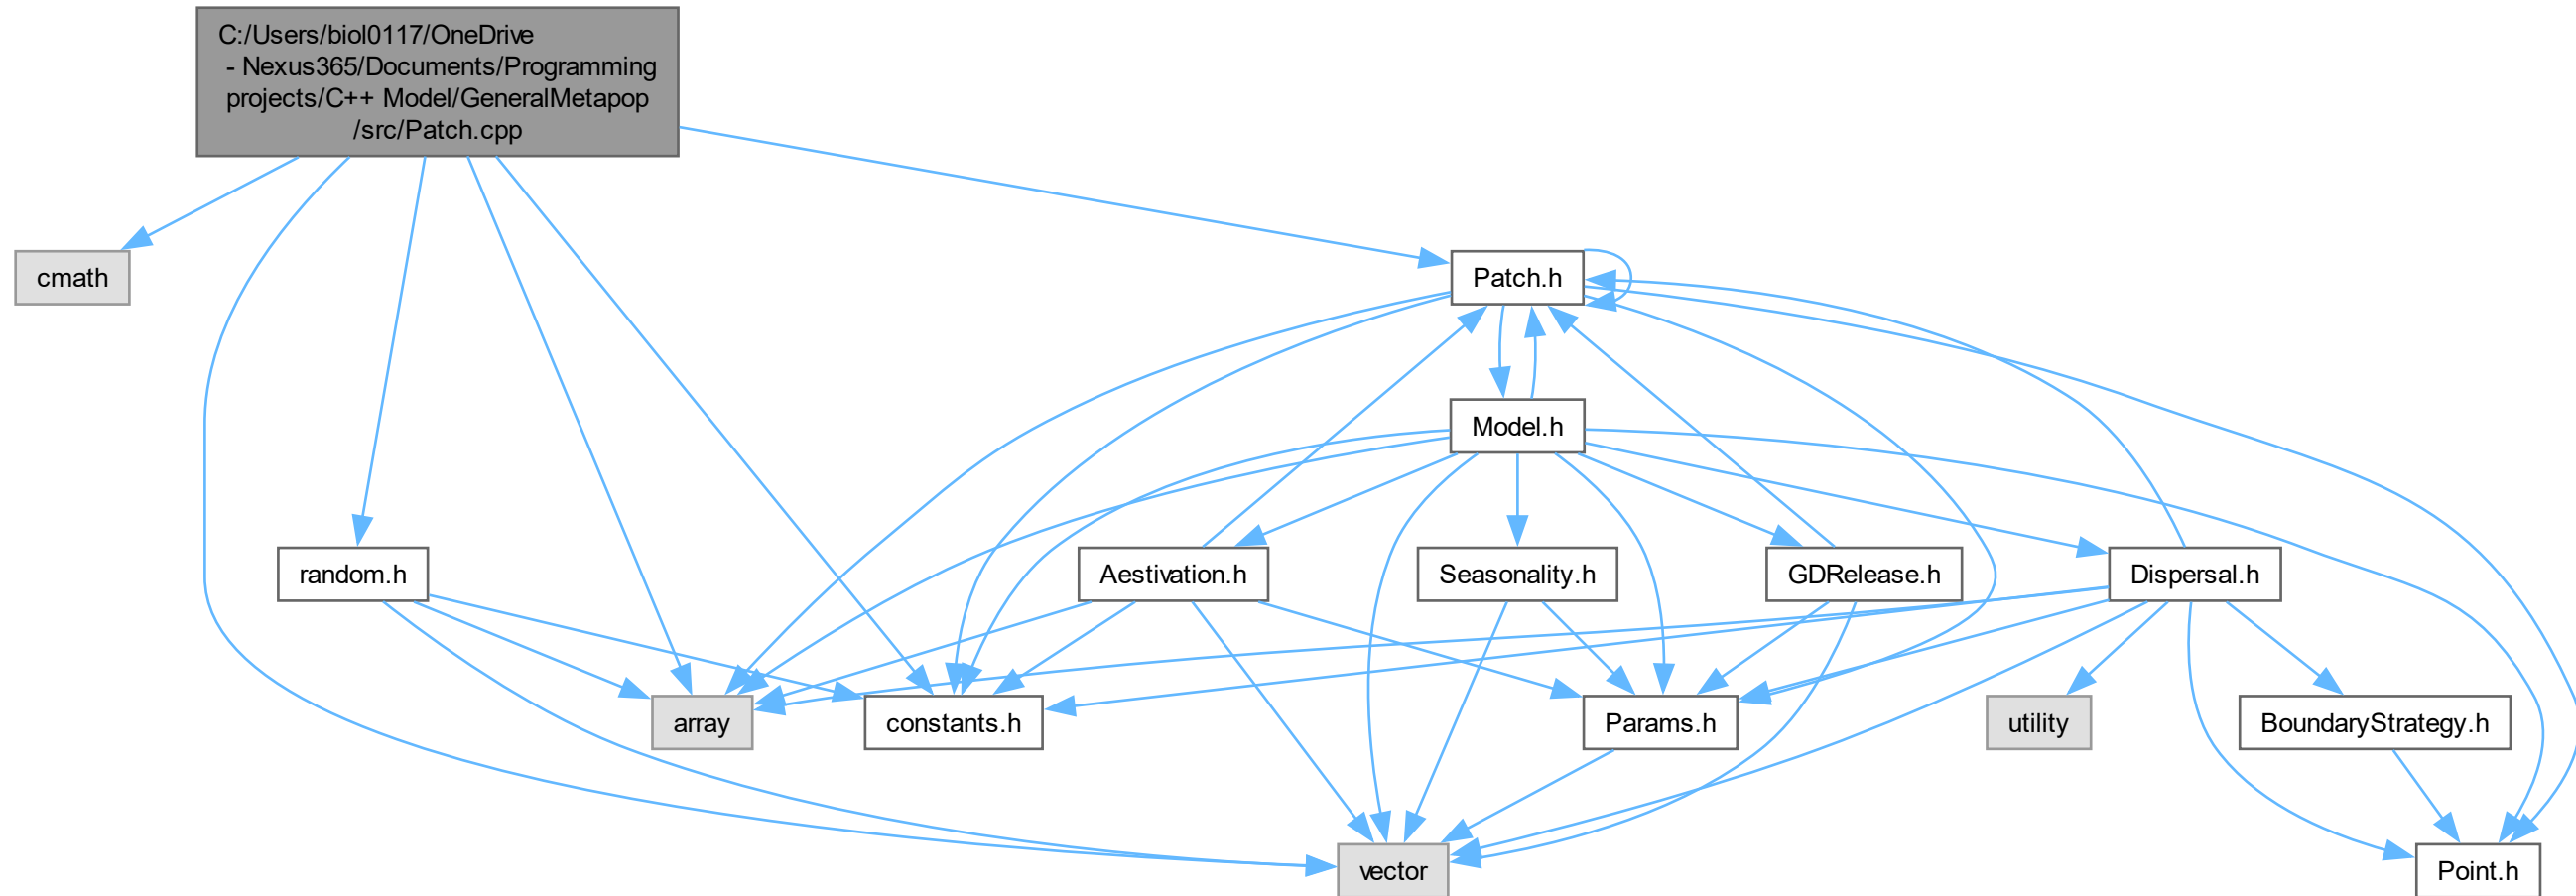 C:/Users/biol0117/OneDrive
- Nexus365/Documents/Programming
projects/C++ Model/GeneralMetapop
/src/Patch.cpp
cmath
Patch.h
Model.h
random.h
Aestivation.h
Seasonality.h
GDRelease.h
Dispersal.h
array
constants.h
Params.h
utility
BoundaryStrategy.h
vector
Point.h